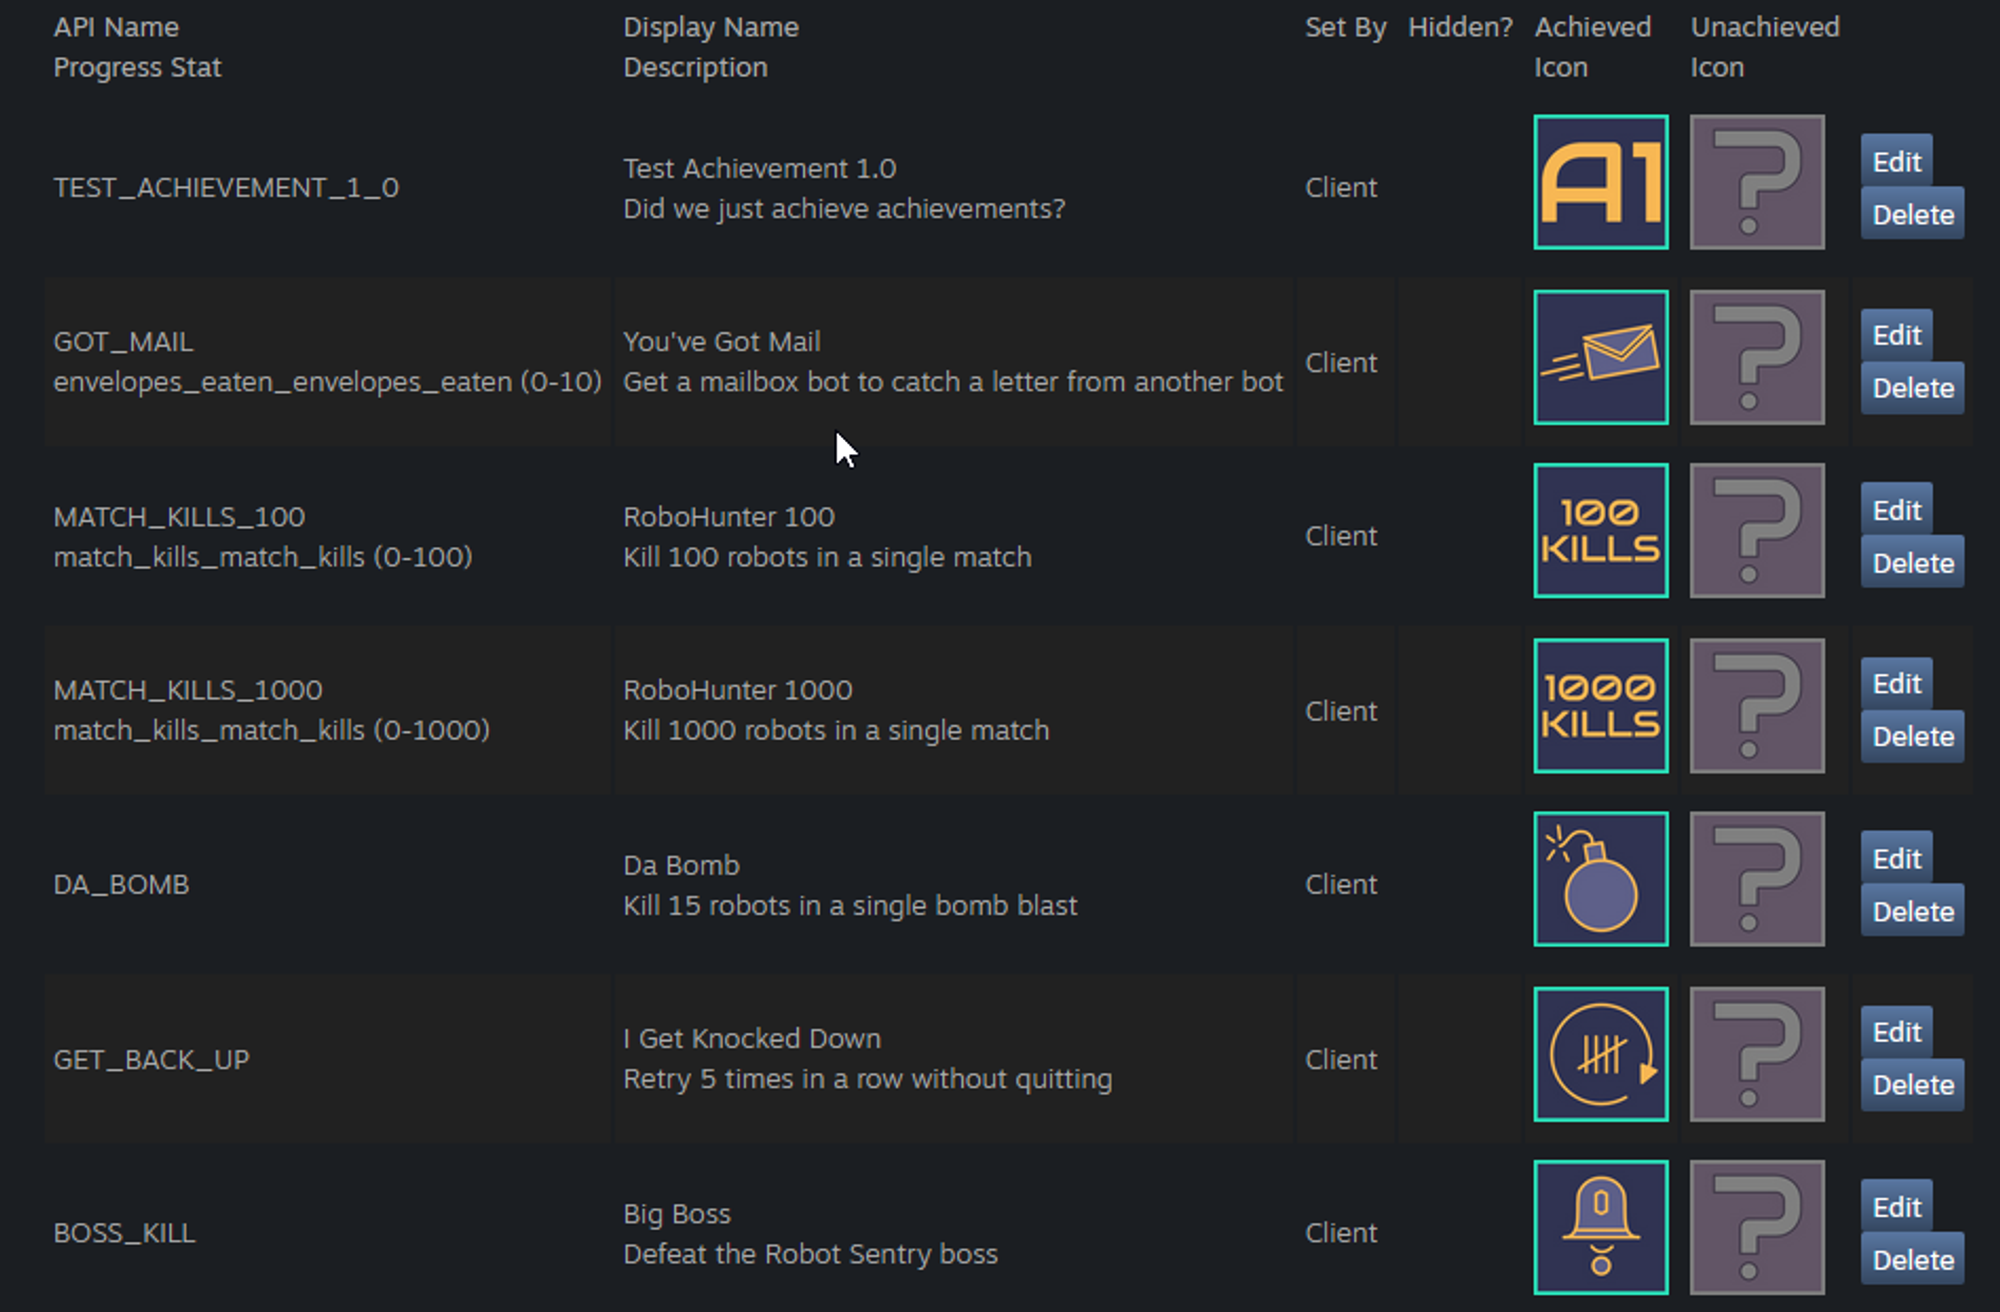 API Name
Progress Stat
Display Name
Description
Set By
Hidden?
Achieved
Icon
Unachieved
Icon
TEST_ACHIEVEMENT_1_0
Test Achievement 1.0
Did we just achieve achievements?
Client
A1
?
Edit
Delete
GOT_MAIL
envelopes_eaten_envelopes_eaten (0-10)
You've Got Mail
Get a mailbox bot to catch a letter from another bot
Client
?
Edit
Delete
MATCH_KILLS_100
match_kills_match_kills (0-100)
RoboHunter 100
Kill 100 robots in a single match
Client
100
KILLS
?
Edit
Delete
MATCH_KILLS_1000
match_kills_match_kills (0-1000)
RoboHunter 1000
Kill 1000 robots in a single match
Client
1000
KILLS
?
Edit
Delete
DA_BOMB
Da Bomb
Kill 15 robots in a single bomb blast
Client
?
Edit
Delete
GET_BACK_UP
I Get Knocked Down
Retry 5 times in a row without quitting
Client
?
Edit
Delete
BOSS_KILL
Big Boss
Defeat the Robot Sentry boss
Client
?
Edit
Delete